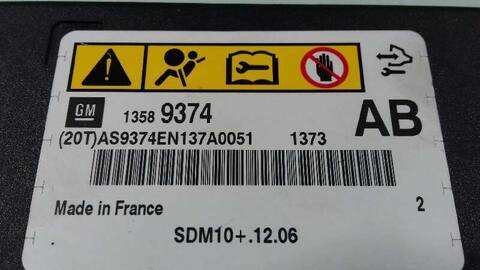 GM 1358 9374 AB
(20T)AS9374EN137A0051 1373
Made in France 2
SDM10+.12.06